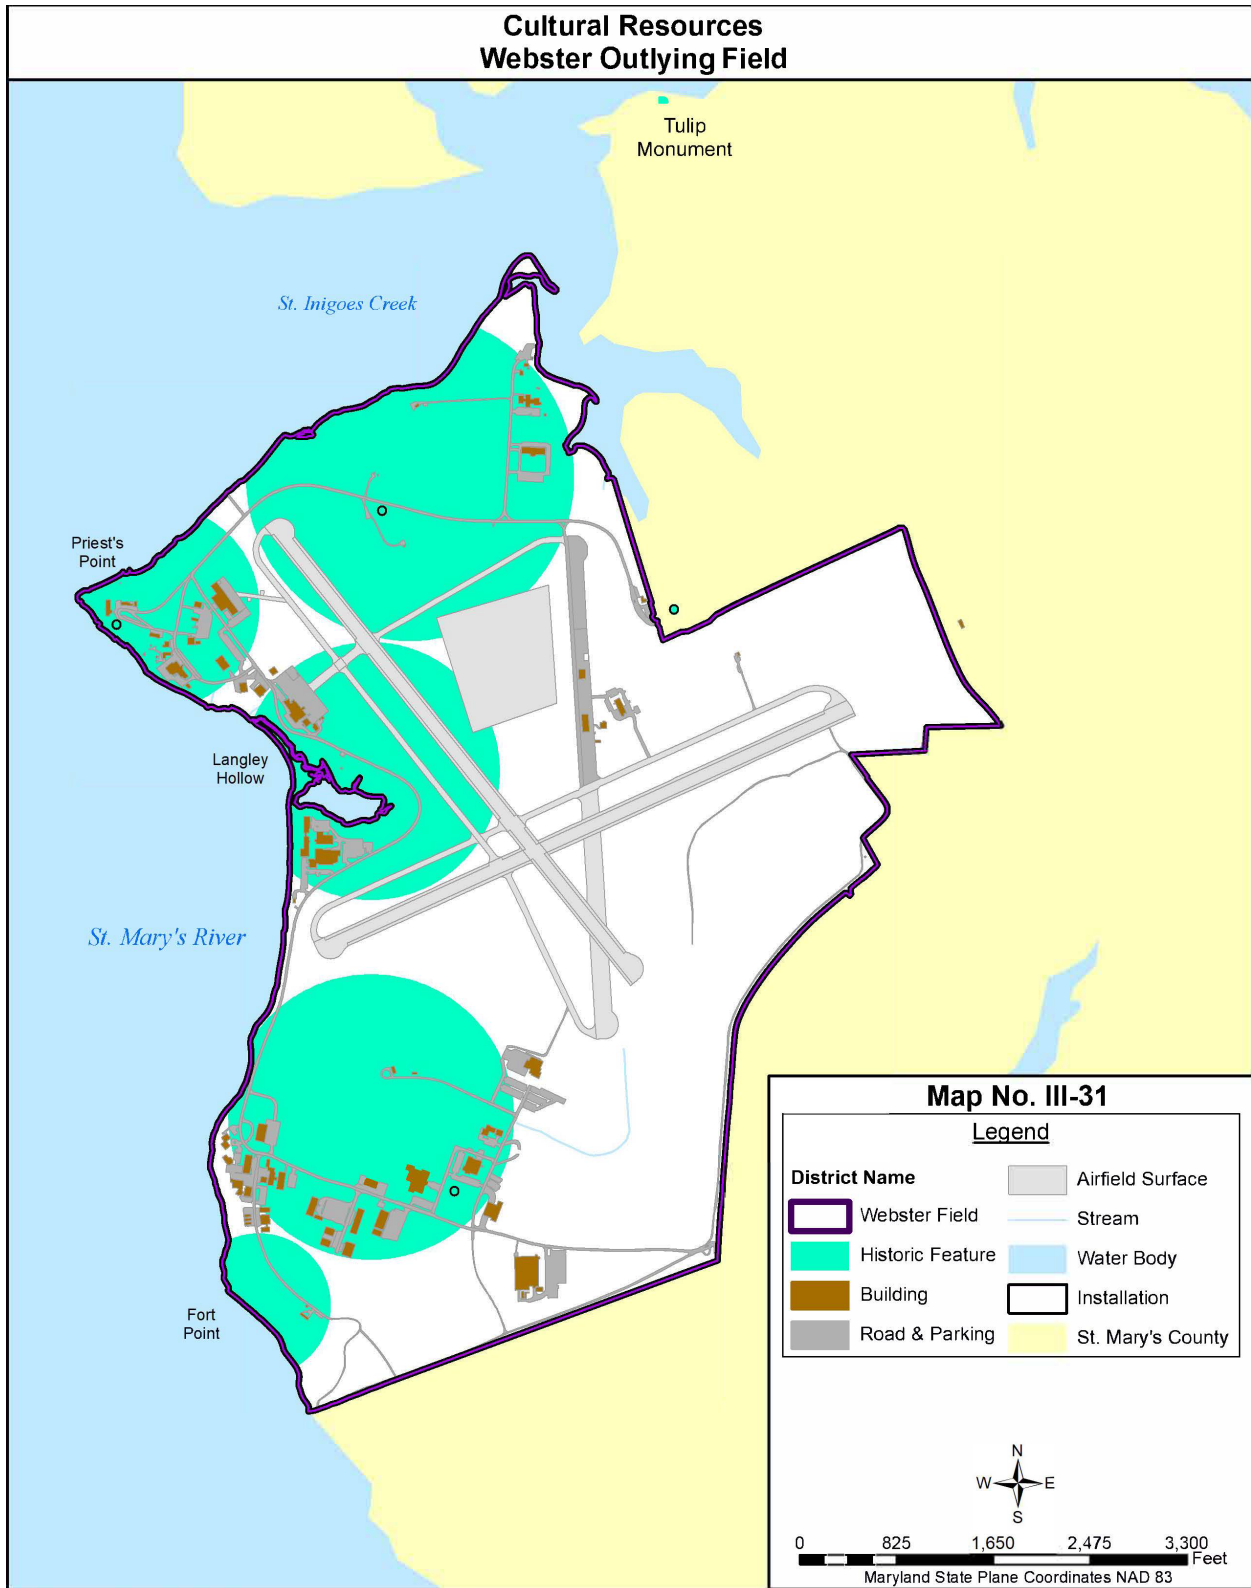 Cultural Resources
Webster Outlying Field
Tulip
Monument
St. Inigoes Creek
Priest's
Point
Langley
Hollow
St. Mary's River
Fort
Point
Map No. III-31
Legend
District Name
Webster Field
Historic Feature
Building
Road & Parking
Airfield Surface
Stream
Water Body
Installation
St. Mary's County
N
W E
S
0 825 1,650 2,475 3,300
Feet
Maryland State Plane Coordinates NAD 83